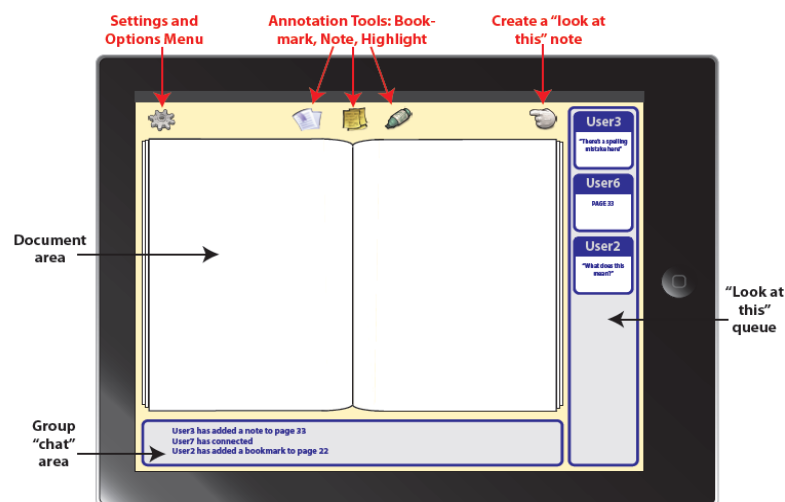 Settings and
Options Menu
Annotation Tools: Book-
mark, Note, Highlight
Create a “look at
this” note
User3
“There’s a spelling
mistake here”
User6
PAGE 33
User2
“What does this
mean?”
Document
area
“Look at
this”
queue
Group
“chat”
area
User3 has added a note to page 33
User7 has connected
User2 has added a bookmark to page 22